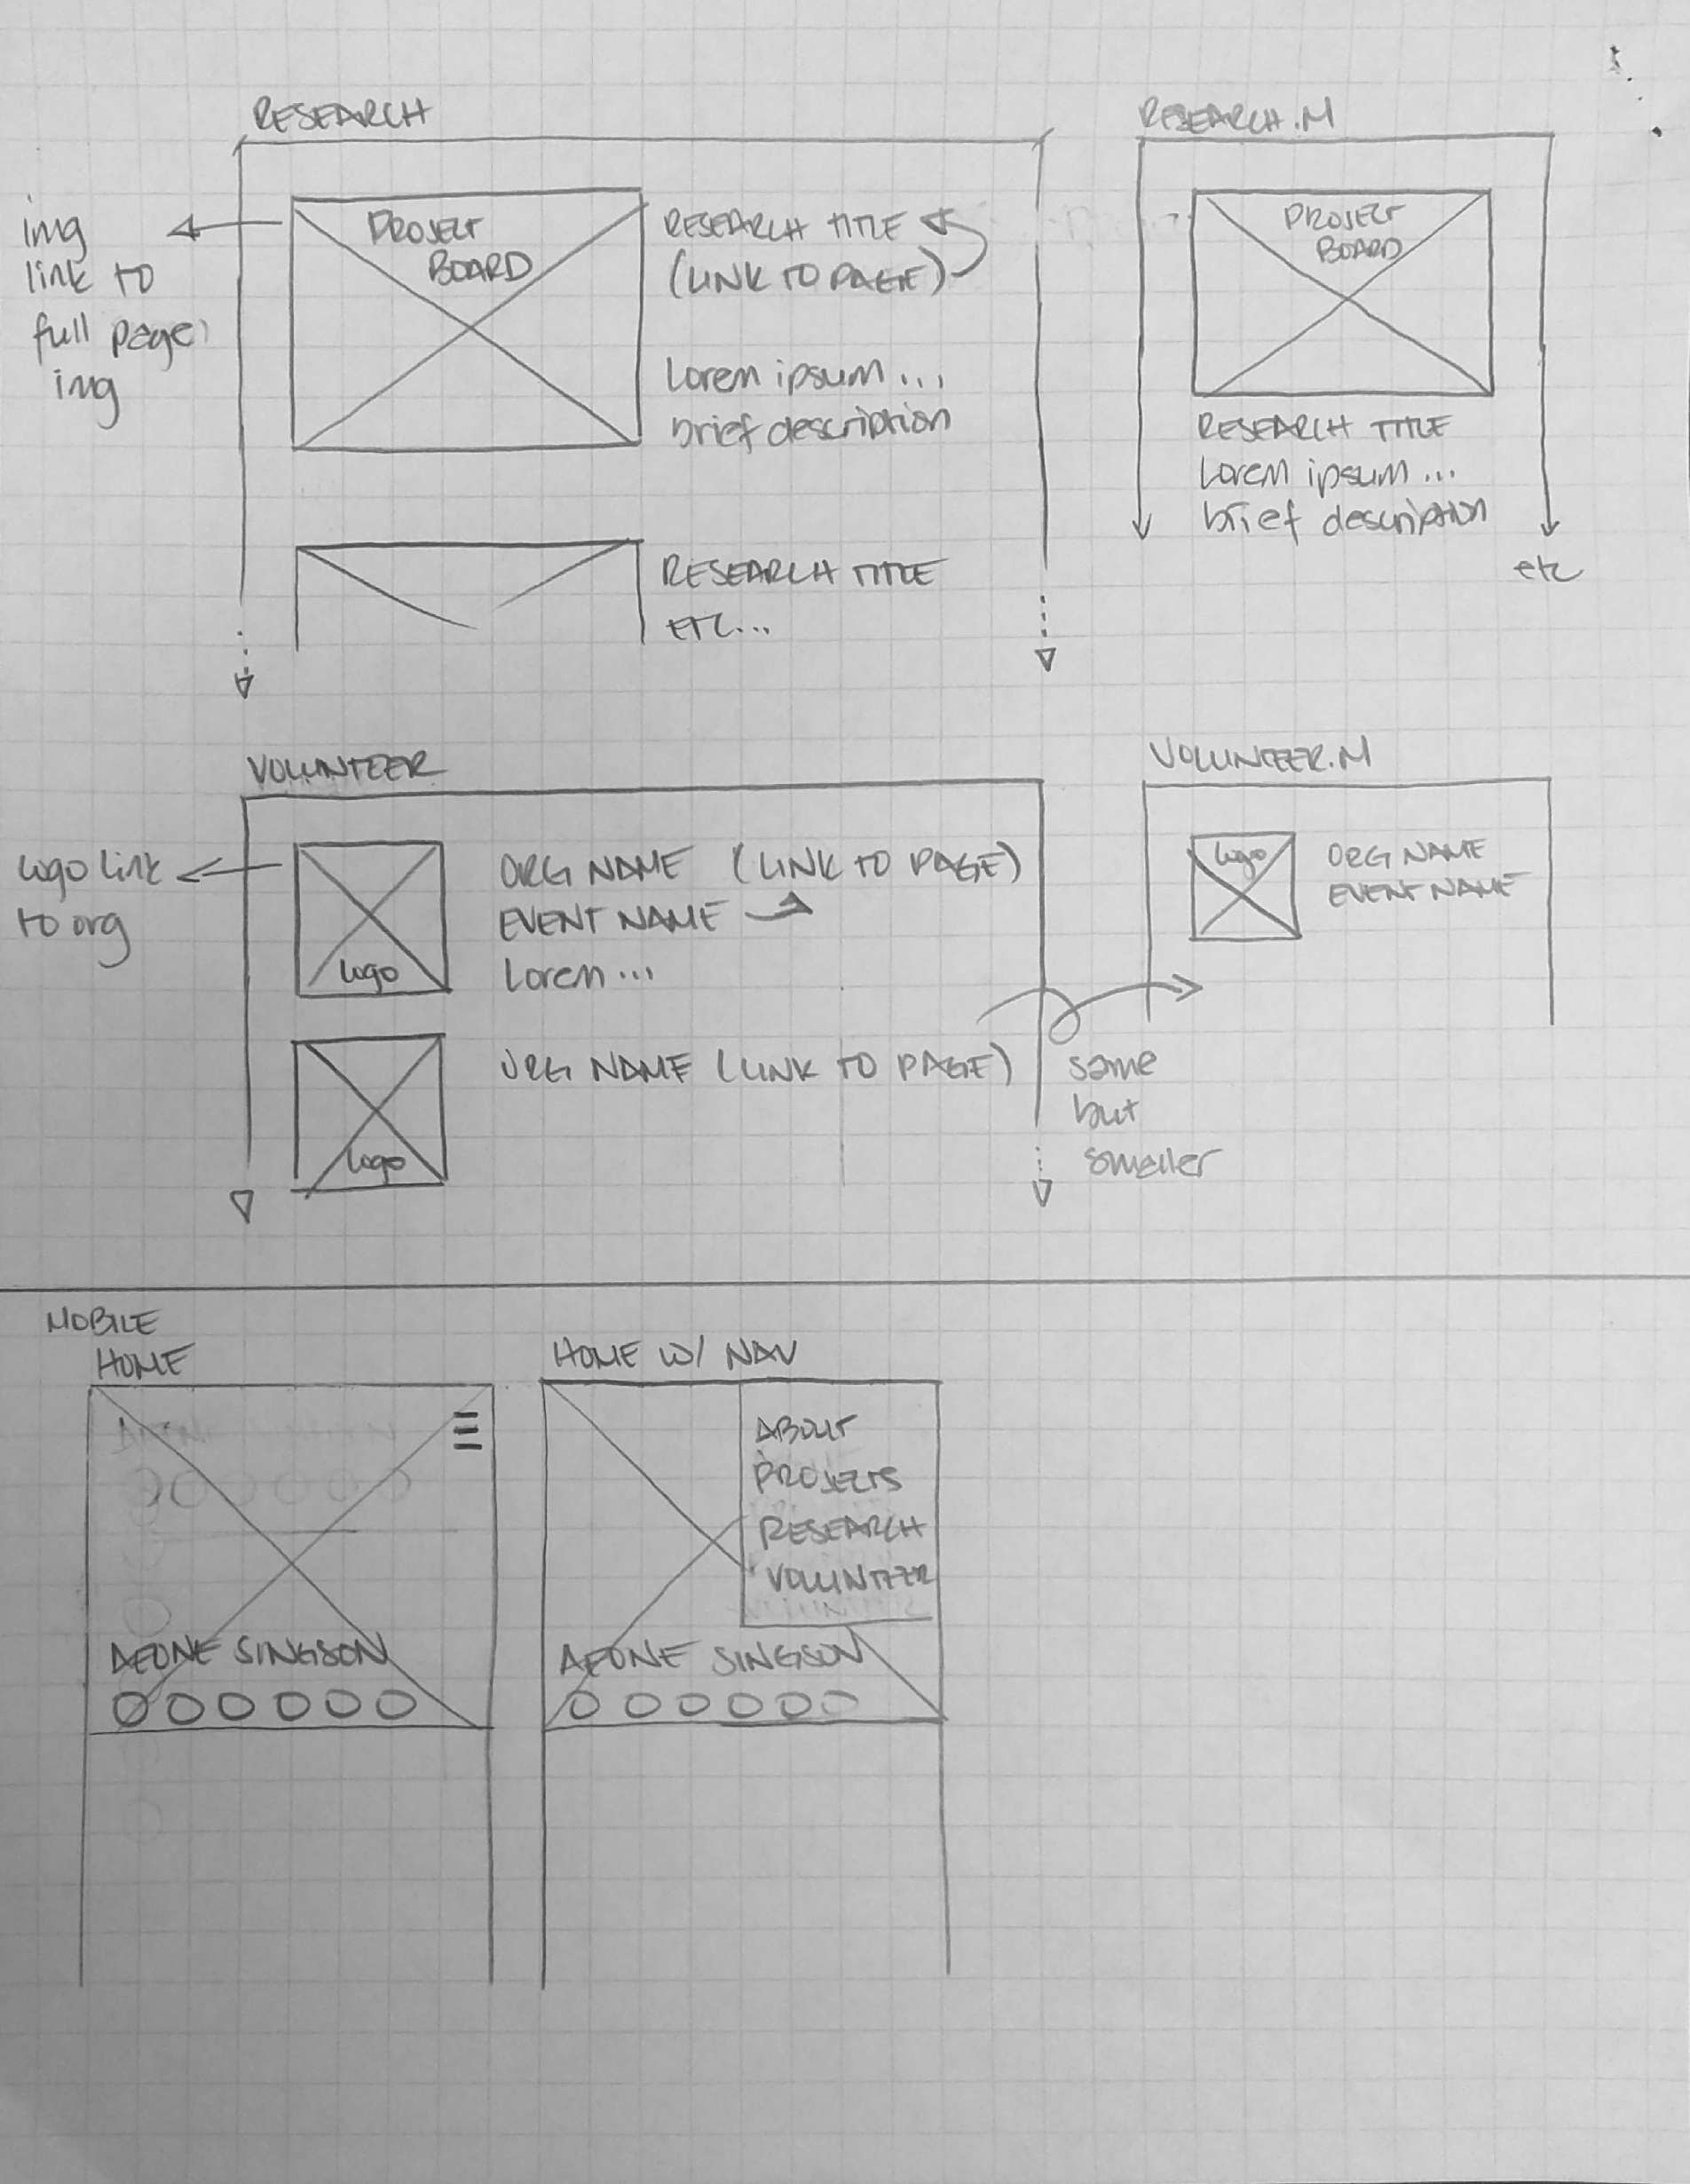 RESEARCH
img
link to
full page
img
PROJECT
BOARD
RESEARCH TITLE
(LINK TO PAGE)
Lorem ipsum ...
brief description
RESEARCH TITLE
ETC...
RESEARCH.M
PROJECT
BOARD
RESEARCH TITLE
Lorem ipsum ...
brief description
etc
VOLUNTEER
logo link
to org
logo
ORG NAME (LINK TO PAGE)
EVENT NAME
Lorem ...
logo
ORG NAME (LINK TO PAGE)
VOLUNTEER.M
logo
ORG NAME
EVENT NAME
same
but
smaller
MOBILE
HOME
AEONE SINGSON
HOME W/ NAV
ABOUT
PROJECTS
RESEARCH
VOLUNTEER
AEONE SINGSON